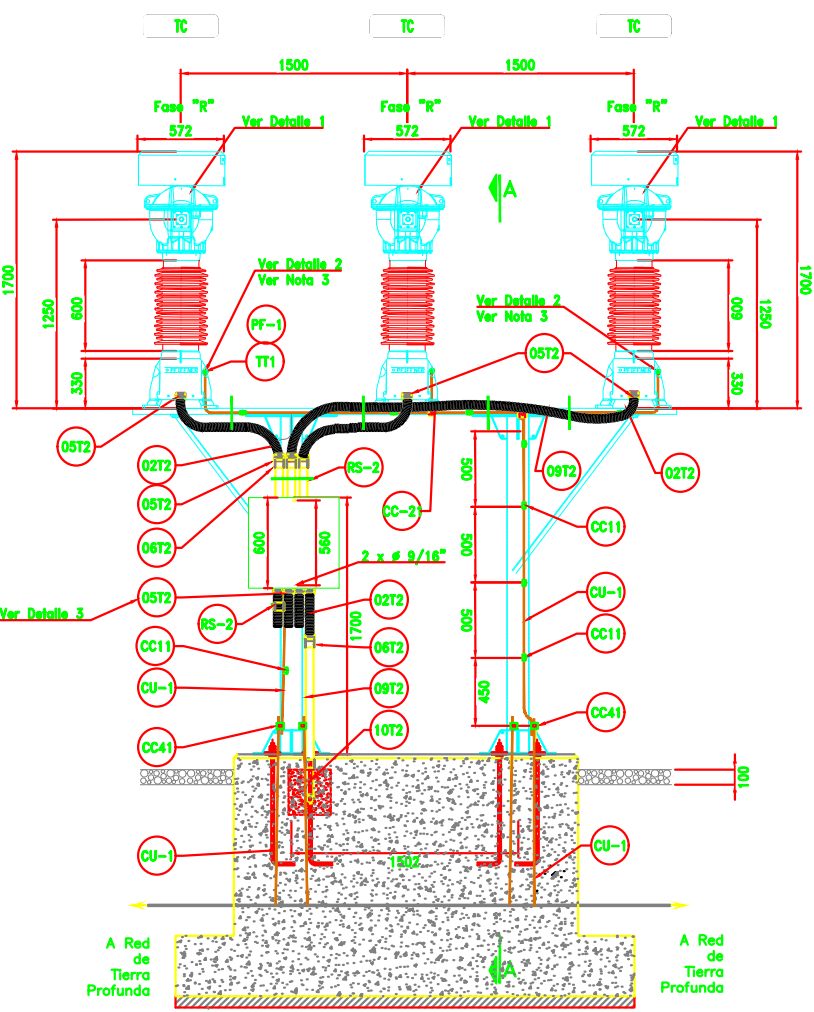 TC
TC
TC
1500
1500
Fase "R"
Fase "R"
Fase "R"
Ver Detalle 1
Ver Detalle 1
Ver Detalle 1
572
572
572
A
1700
1250
600
330
Ver Detalle 2
Ver Nota 3
PF-1
TT1
Ver Detalle 2
Ver Nota 3
05T2
600
330
1250
1700
05T2
02T2
05T2
06T2
RS-2
CC-21
09T2
02T2
500
500
500
450
CC11
600
560
2 x ø 9/16"
Ver Detalle 3
05T2
RS-2
02T2
1700
CU-1
CC11
06T2
CC11
CU-1
09T2
CC41
10T2
CC41
100
CU-1
1502
CU-1
A Red
de
Tierra
Profunda
A
A Red
de
Tierra
Profunda